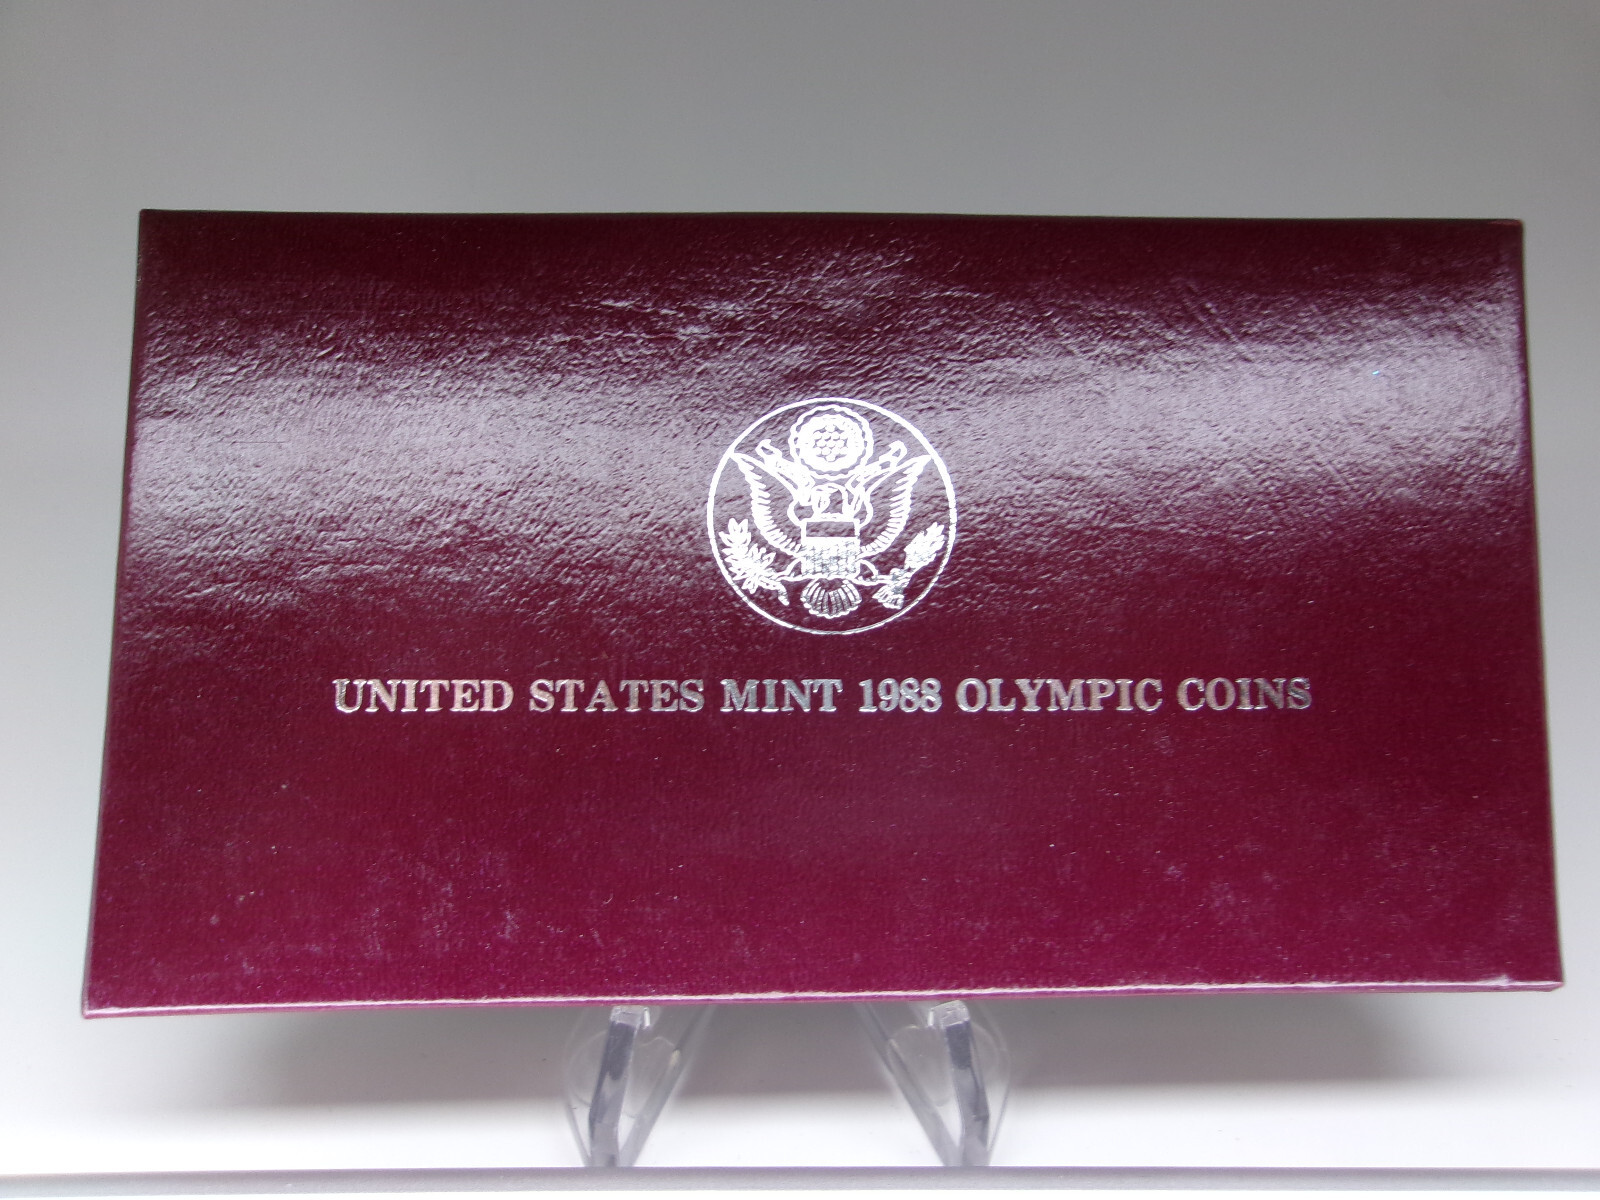 UNITED STATES MINT 1988 OLYMPIC COINS